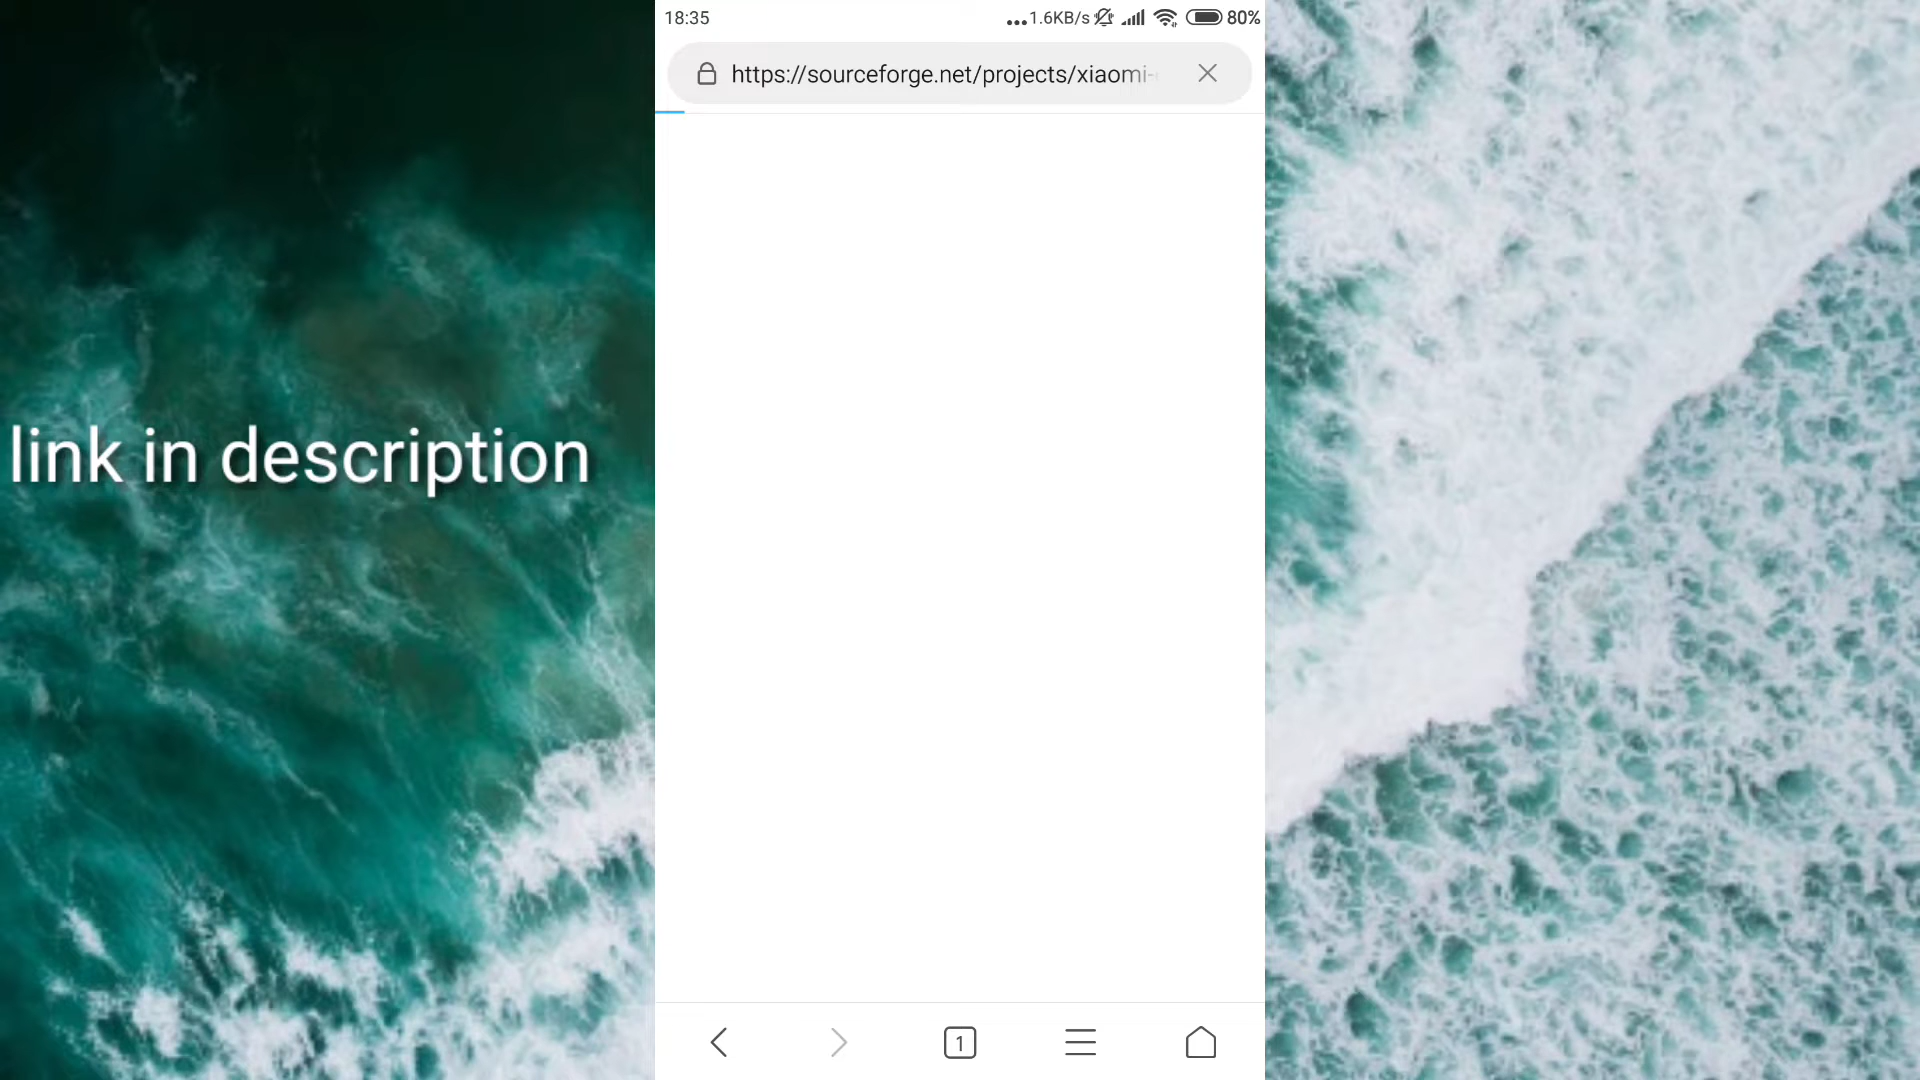 18:35
...1.6KB/s
80%
https://sourceforge.net/projects/xiaomi-
link in description
1